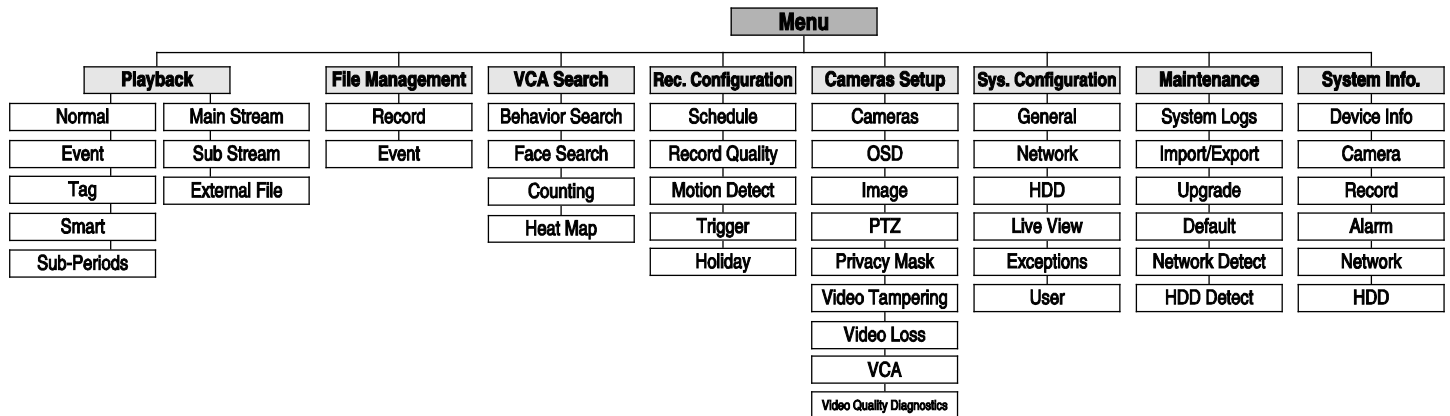 Menu
Playback
Normal
Event
Tag
Smart
Sub-Periods
Main Stream
Sub Stream
External File
File Management
Record
Event
VCA Search
Behavior Search
Face Search
Counting
Heat Map
Rec. Configuration
Schedule
Record Quality
Motion Detect
Trigger
Holiday
Cameras Setup
Cameras
OSD
Image
PTZ
Privacy Mask
Video Tampering
Video Loss
VCA
Video Quality Diagnostics
Sys. Configuration
General
Network
HDD
Live View
Exceptions
User
Maintenance
System Logs
Import/Export
Upgrade
Default
Network Detect
HDD Detect
System Info.
Device Info
Camera
Record
Alarm
Network
HDD